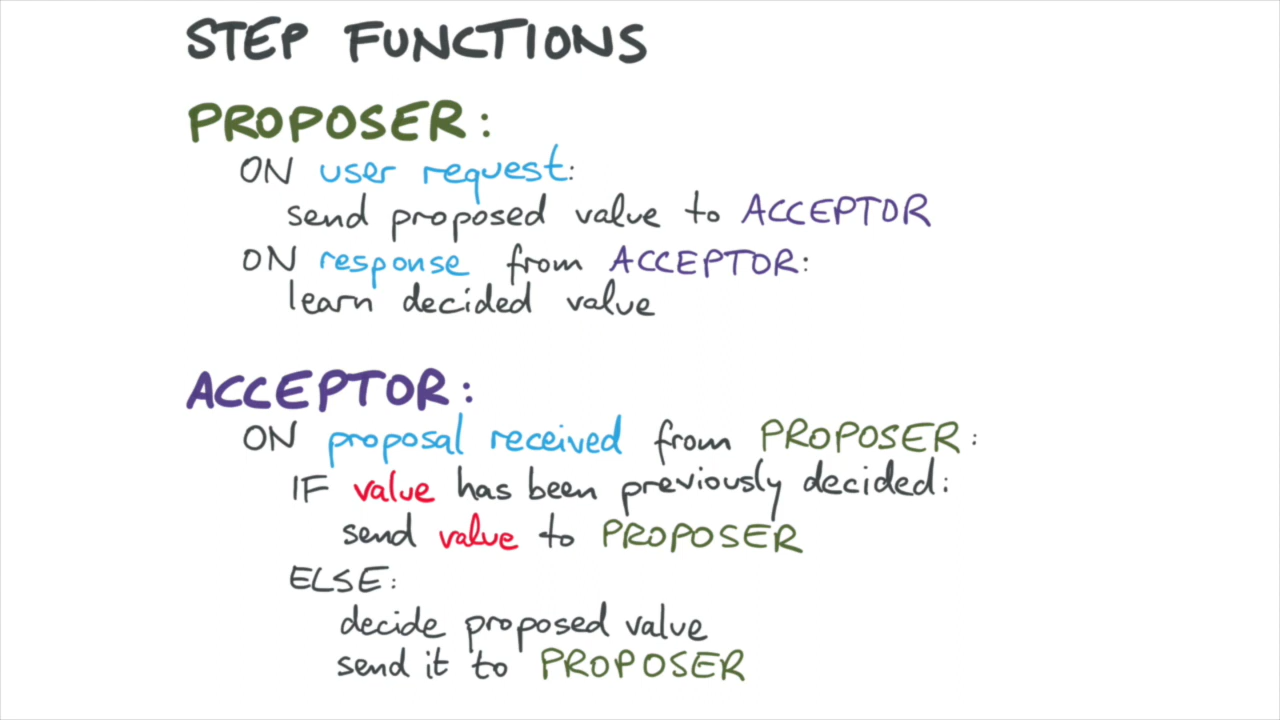 STEP FUNCTIONS
PROPOSER:
ON user request:
send proposed value to ACCEPTOR
ON response from ACCEPTOR:
learn decided value
ACCEPTOR:
ON proposal received from PROPOSER:
IF value has been previously decided:
send value to PROPOSER
ELSE:
decide proposed value
send it to PROPOSER